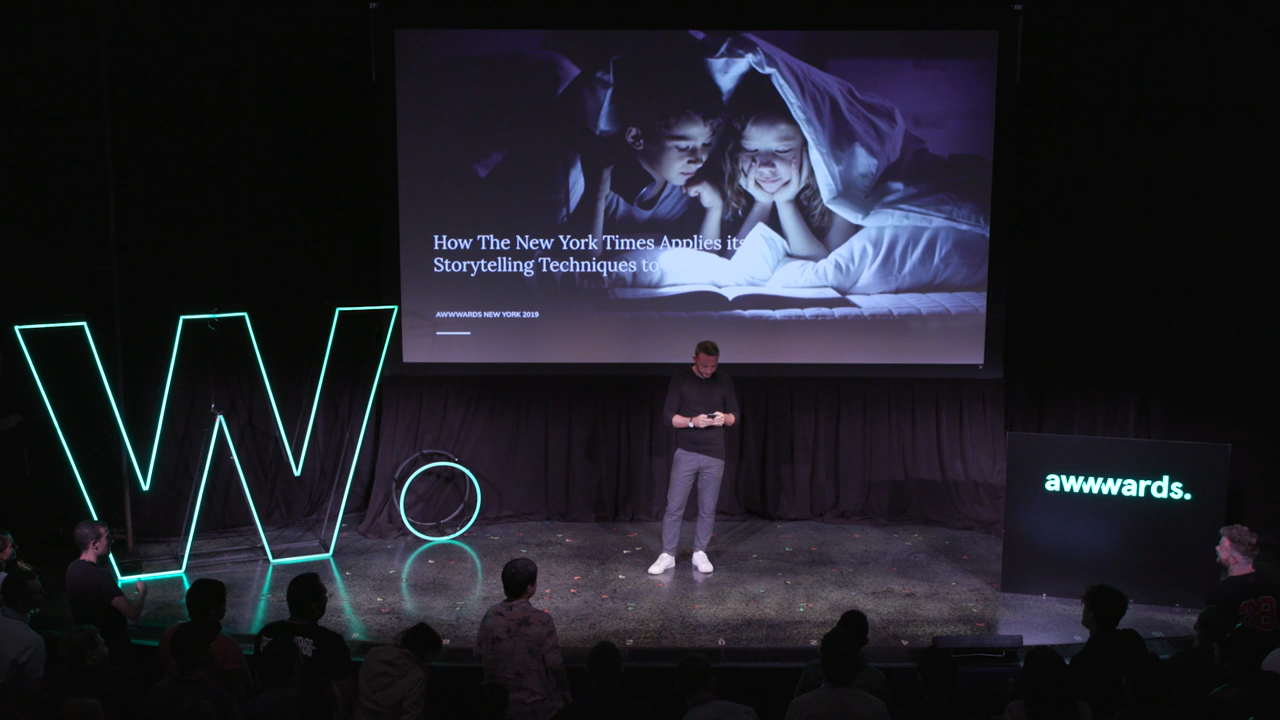 How The New York Times Applies its
Storytelling Techniques to
AWWWARDS NEW YORK 2019
W.
awwwards.